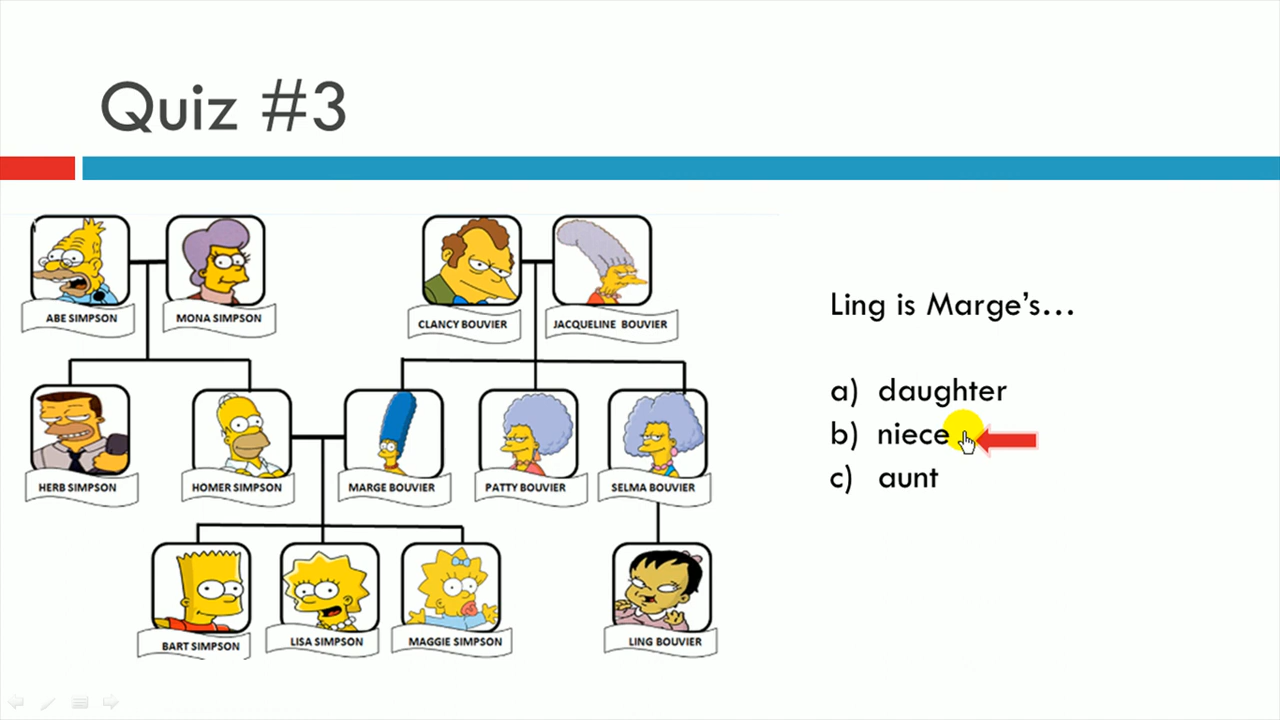 Quiz #3
ABE SIMPSON
MONA SIMPSON
CLANCY BOUVIER
JACQUELINE BOUVIER
Ling is Marge's...
a) daughter
b) niece
c) aunt
HERB SIMPSON
HOMER SIMPSON
MARGE BOUVIER
PATTY BOUVIER
SELMA BOUVIER
BART SIMPSON
LISA SIMPSON
MAGGIE SIMPSON
LING BOUVIER